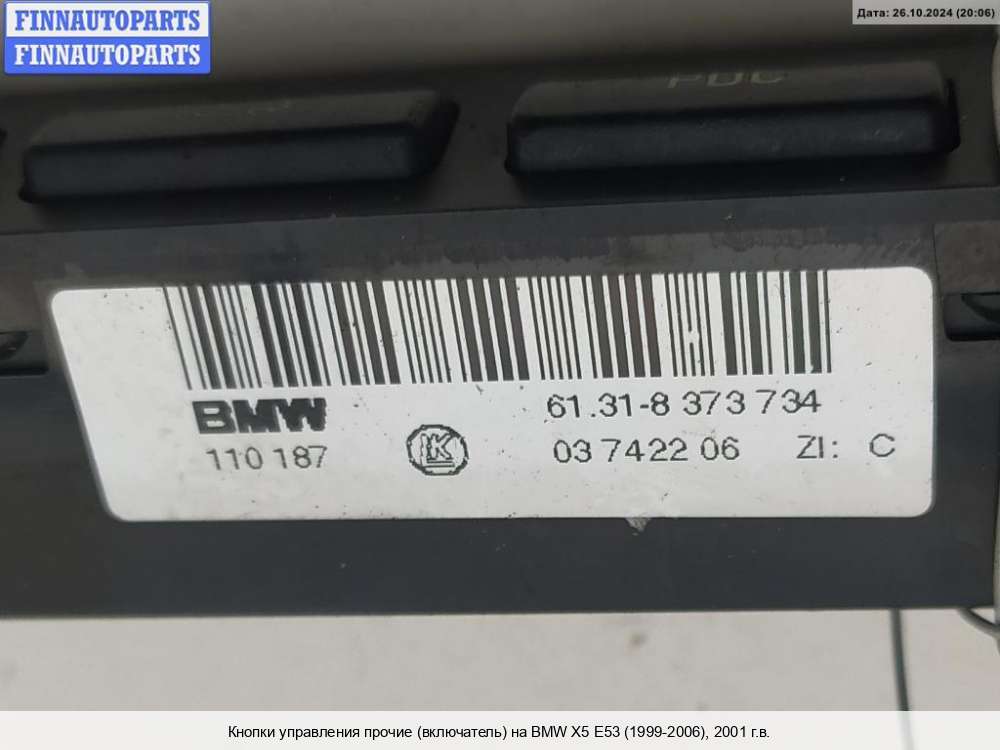 FINNAUTOPARTS
FINNAUTOPARTS
Дата: 26.10.2024 (20:06)
PDC
BMW
61.31-8 373 734
110 187
LK
03 7422 06 ZI: C
Кнопки управления прочие (включатель) на BMW X5 E53 (1999-2006), 2001 г.в.